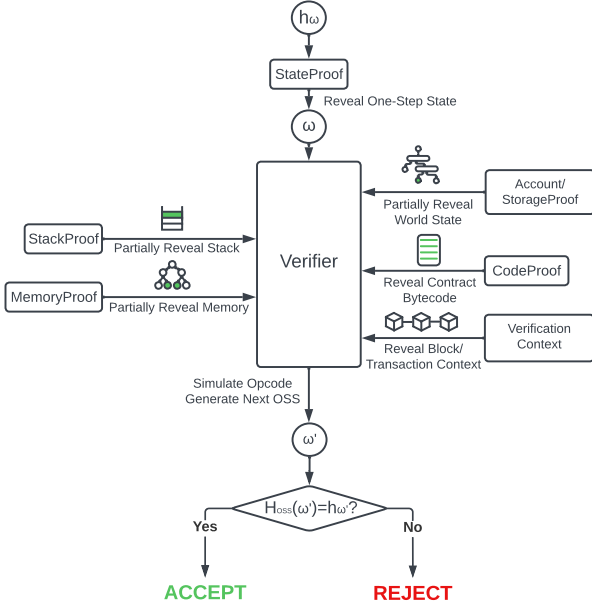 hω
StateProof
Reveal One-Step State
ω
Account/
StorageProof
Partially Reveal
World State
StackProof
Partially Reveal Stack
Verifier
CodeProof
Reveal Contract
Bytecode
MemoryProof
Partially Reveal Memory
Verification
Context
Reveal Block/
Transaction Context
Simulate Opcode
Generate Next OSS
ω'
Hoss(ω')=hω'?
Yes
No
ACCEPT
REJECT